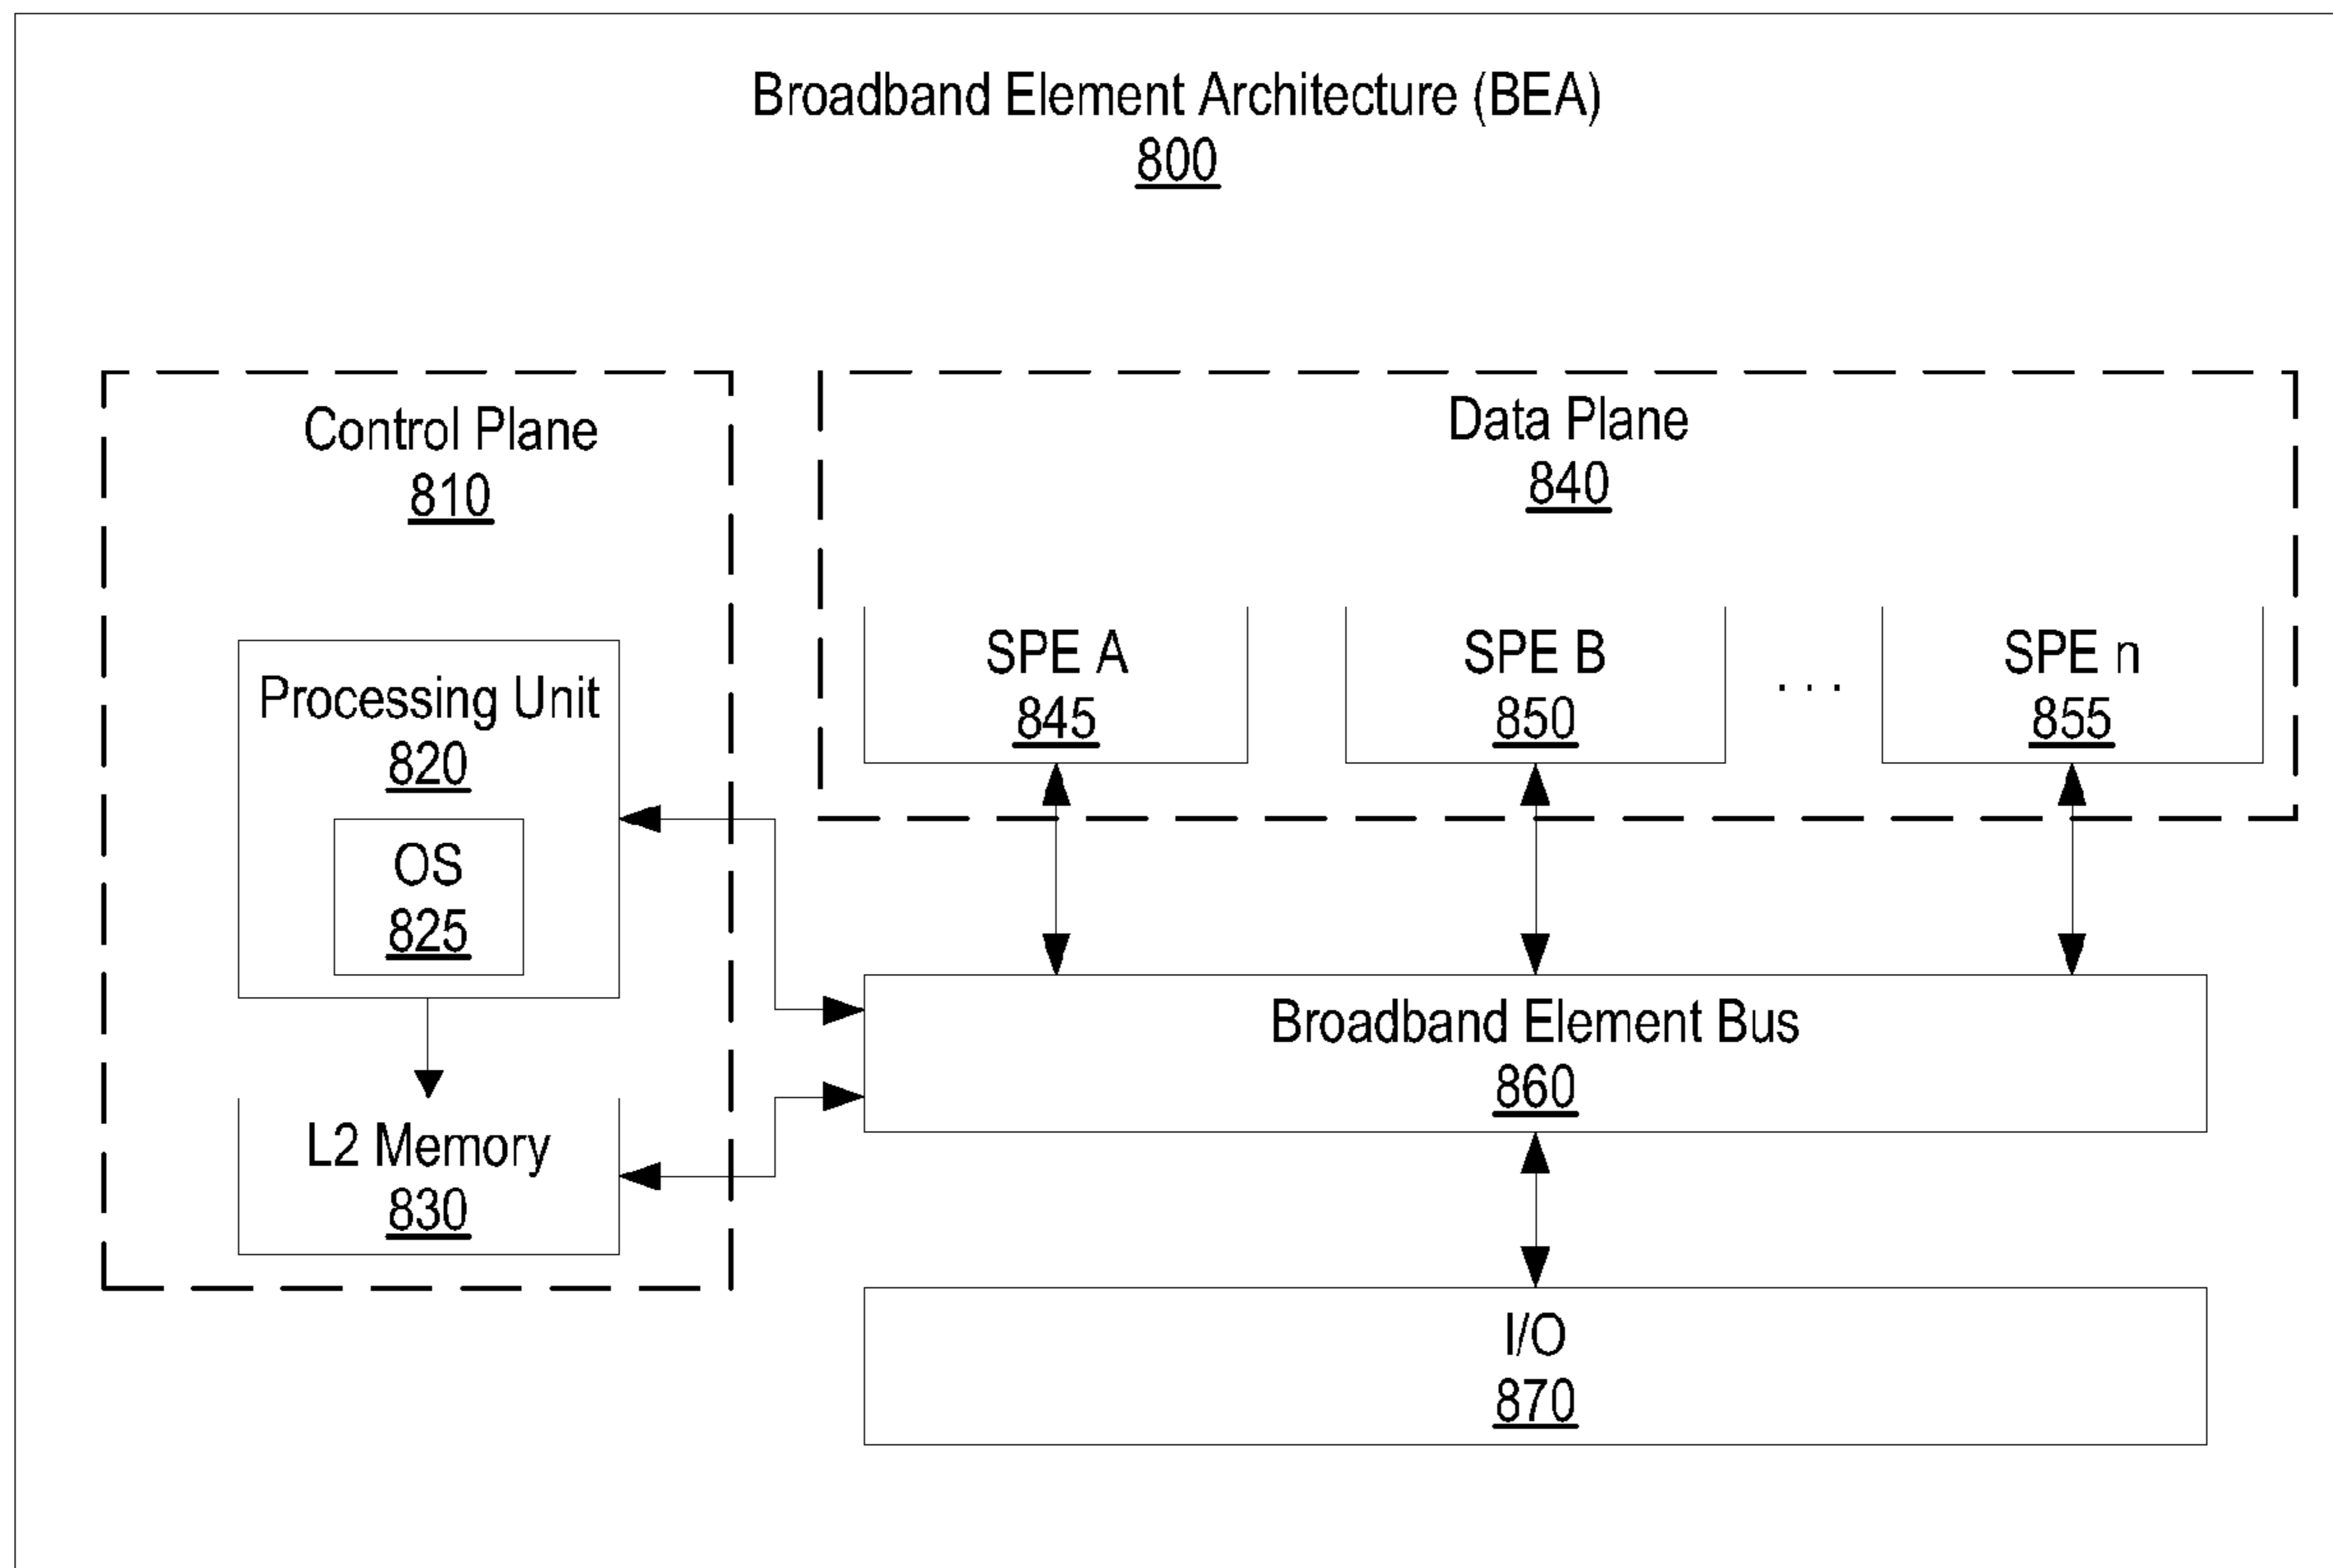 Broadband Element Architecture (BEA)
800
Control Plane
810
Data Plane
840
Processing Unit
820
OS
825
L2 Memory
830
SPE A
845
SPE B
850
. . .
SPE n
855
Broadband Element Bus
860
I/O
870